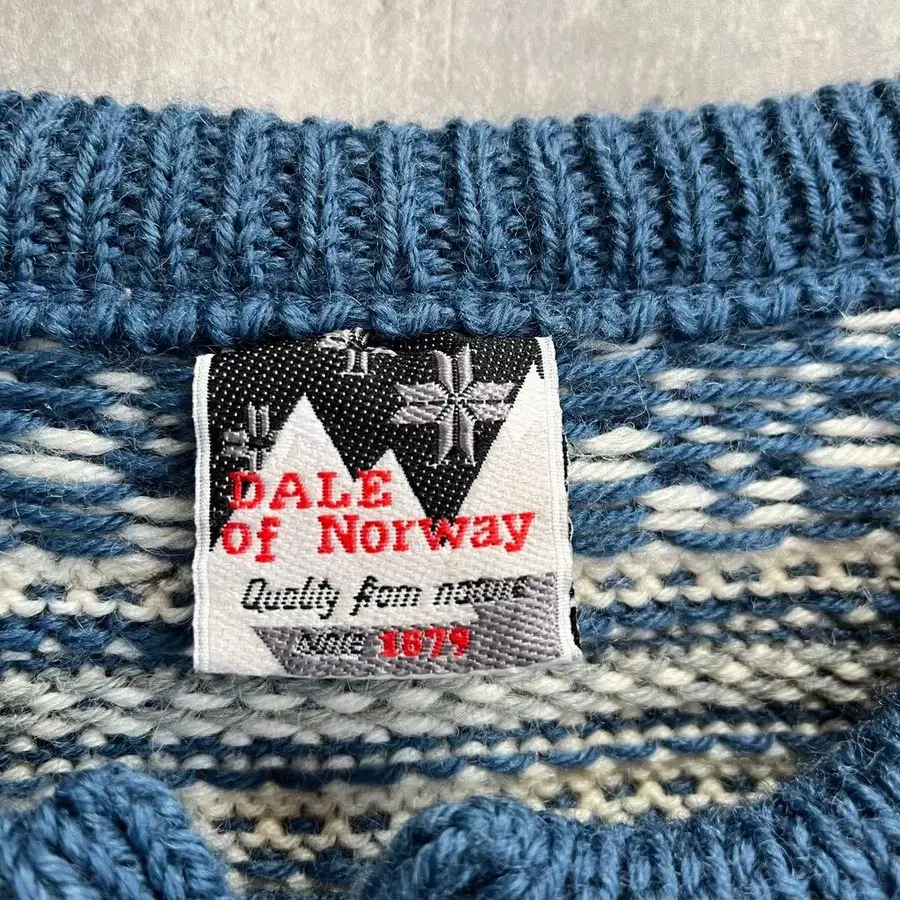 DALE
of Norway
Quality from nature
SINCE 1879